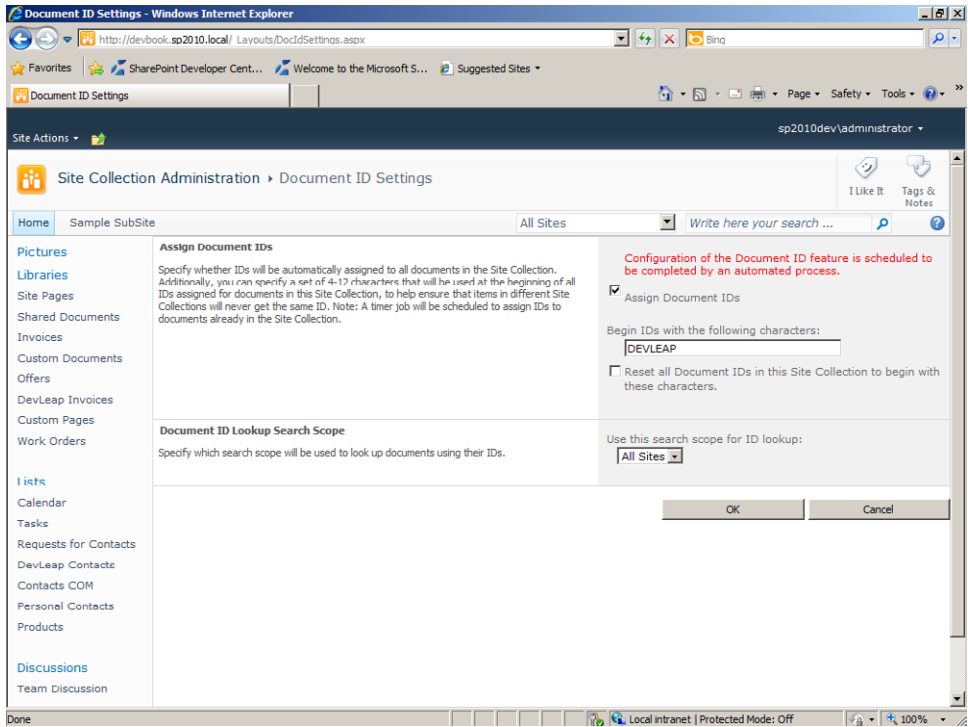 Document ID Settings - Windows Internet Explorer
http://devbook.sp2010.local/_Layouts/DocIdSettings.aspx
Bing
Favorites
SharePoint Developer Cent...
Welcome to the Microsoft S...
Suggested Sites
Document ID Settings
Page
Safety
Tools
»
Site Actions
sp2010dev\administrator
Site Collection Administration
Document ID Settings
I Like It
Tags &
Notes
Home
Sample SubSite
All Sites
Write here your search ...
Pictures
Libraries
Site Pages
Shared Documents
Invoices
Custom Documents
Offers
DevLeap Invoices
Custom Pages
Work Orders
Lists
Calendar
Tasks
Requests for Contacts
DevLeap Contacts
Contacts COM
Personal Contacts
Products
Discussions
Team Discussion
Assign Document IDs
Specify whether IDs will be automatically assigned to all documents in the Site Collection.
Additionally, you can specify a set of 4-12 characters that will be used at the beginning of all
IDs assigned for documents in this Site Collection, to help ensure that items in different Site
Collections will never get the same ID. Note: A timer job will be scheduled to assign IDs to
documents already in the Site Collection.
Configuration of the Document ID feature is scheduled to
be completed by an automated process.
Assign Document IDs
Begin IDs with the following characters:
DEVLEAP
Reset all Document IDs in this Site Collection to begin with
these characters.
Document ID Lookup Search Scope
Specify which search scope will be used to look up documents using their IDs.
Use this search scope for ID lookup:
All Sites
OK
Cancel
Done
Local intranet | Protected Mode: Off
100%